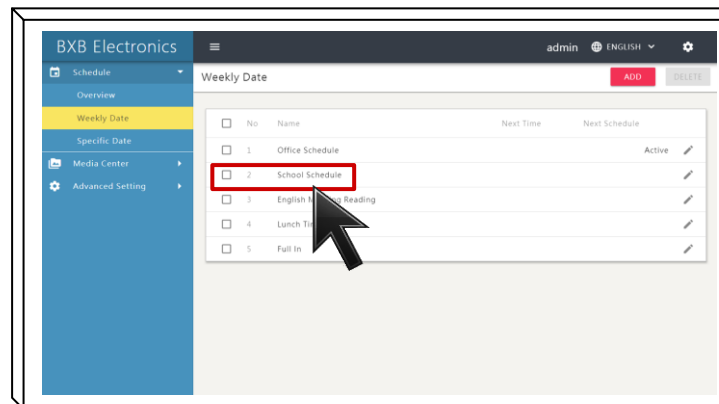 BXB Electronics
admin ENGLISH
Schedule
Weekly Date ADD DELETE
Overview
Weekly Date
Specific Date
Media Center
Advanced Setting
No Name Next Time Next Schedule
1 Office Schedule Active
2 School Schedule
3 English Reading
4 Lunch
5 Full In